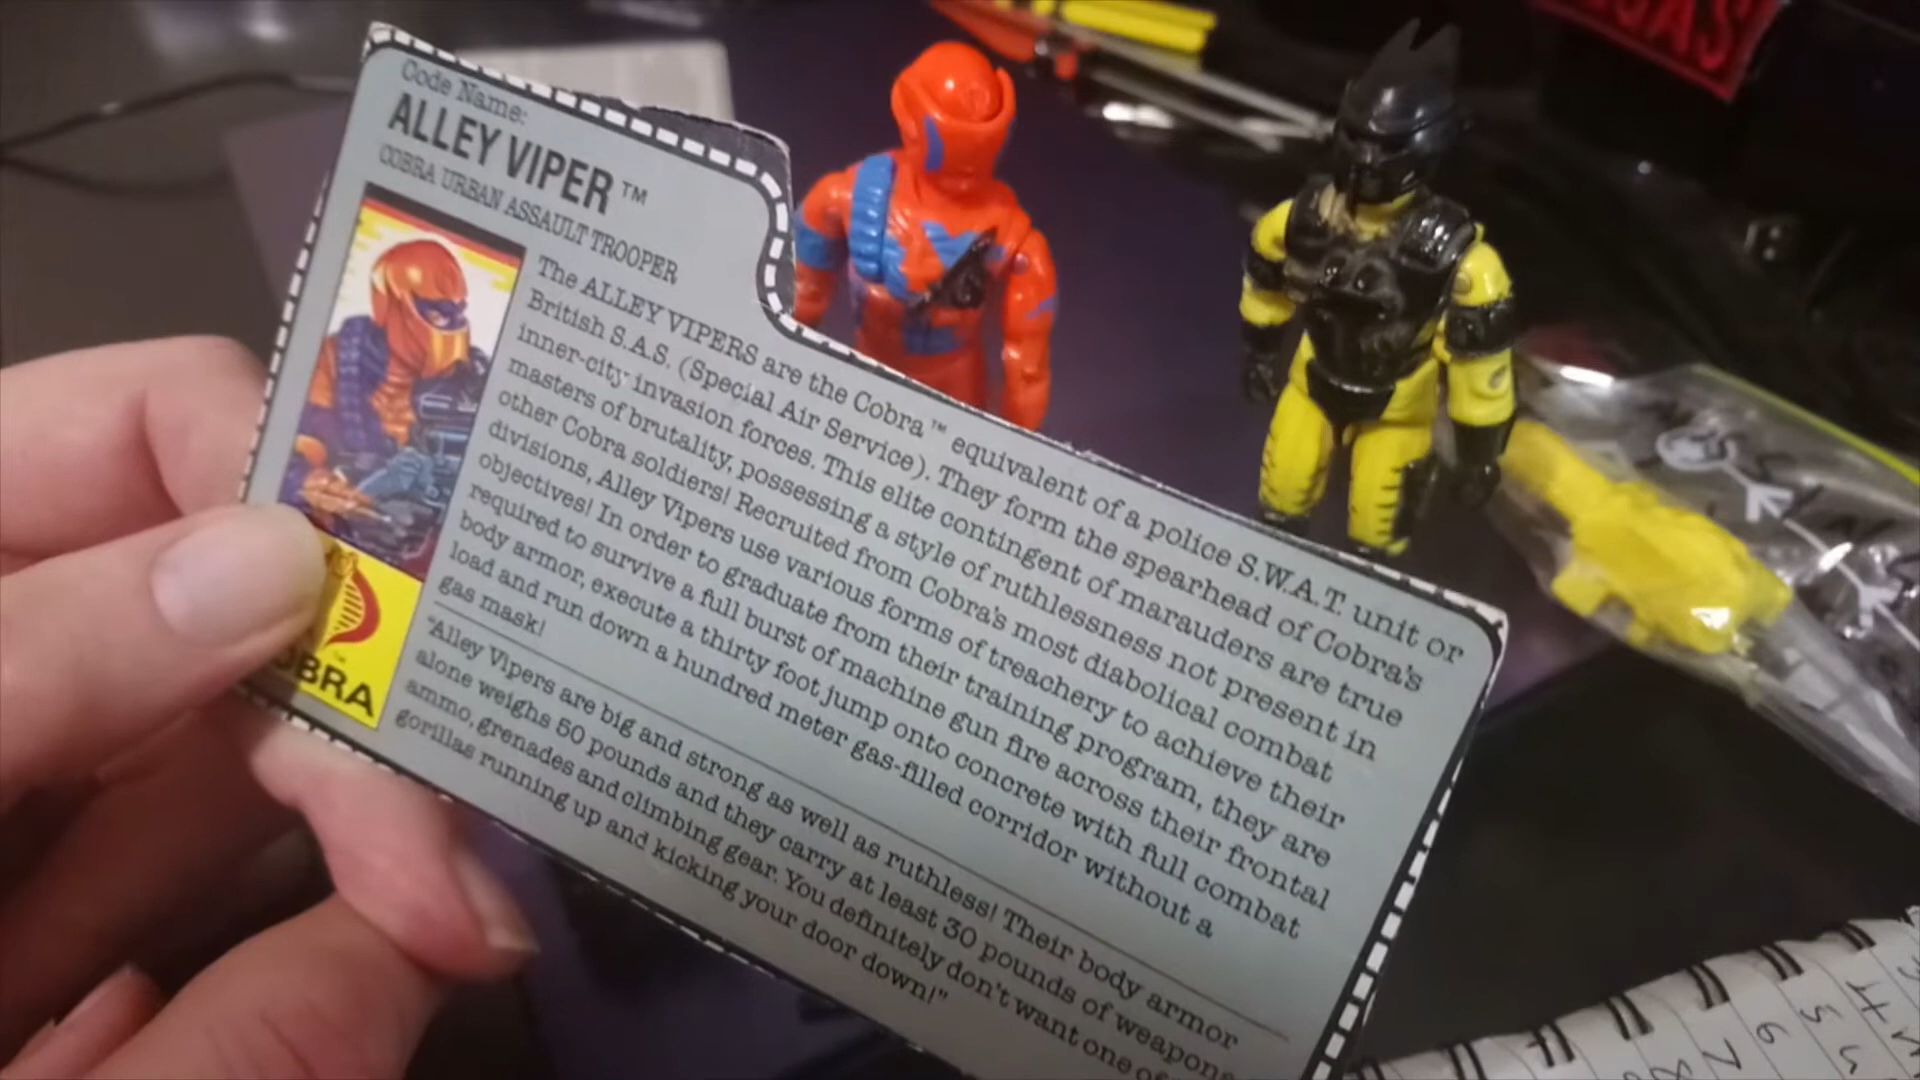 Code Name:
ALLEY VIPER™
COBRA URBAN ASSAULT TROOPER
The ALLEY VIPERS are the Cobra™ equivalent of a police S.W.A.T. unit or
British S.A.S. (Special Air Service). They form the spearhead of Cobra's
inner-city invasion forces. This elite contingent of marauders are true
masters of brutality, possessing a style of ruthlessness not present in
other Cobra soldiers! Recruited from Cobra's most diabolical combat
divisions, Alley Vipers use various forms of treachery to achieve their
objectives! In order to graduate from their training program, they are
required to survive a full burst of machine gun fire across their frontal
body armor, execute a thirty foot jump onto concrete with full combat
load and run down a hundred meter gas-filled corridor without a
gas mask!
"Alley Vipers are big and strong as well as ruthless! Their body armor
alone weighs 50 pounds and they carry at least 30 pounds of weapons,
ammo, grenades and climbing gear. You definitely don't want one of
gorillas running up and kicking your door down!"
OBRA